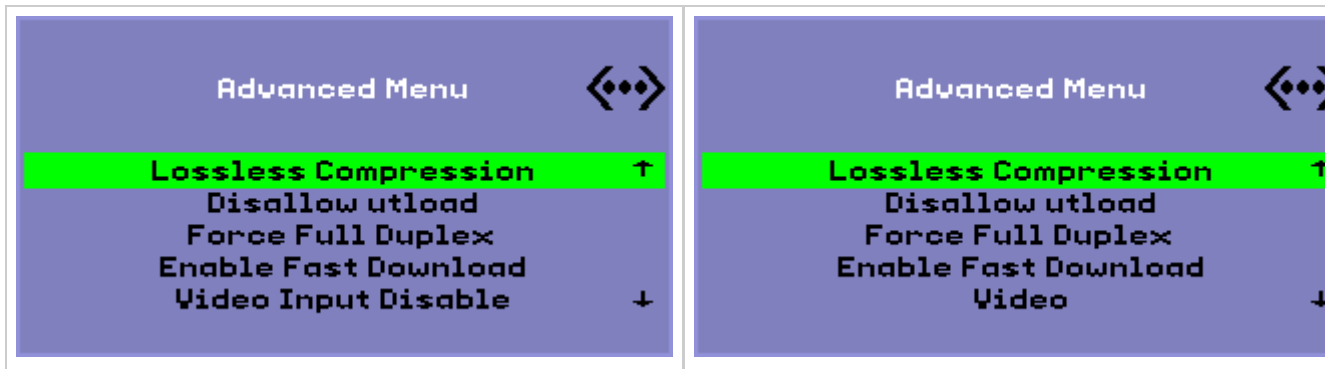 Advanced Menu
Lossless Compression
Disallow utload
Force Full Duplex
Enable Fast Download
Video Input Disable
Advanced Menu
Lossless Compression
Disallow utload
Force Full Duplex
Enable Fast Download
Video